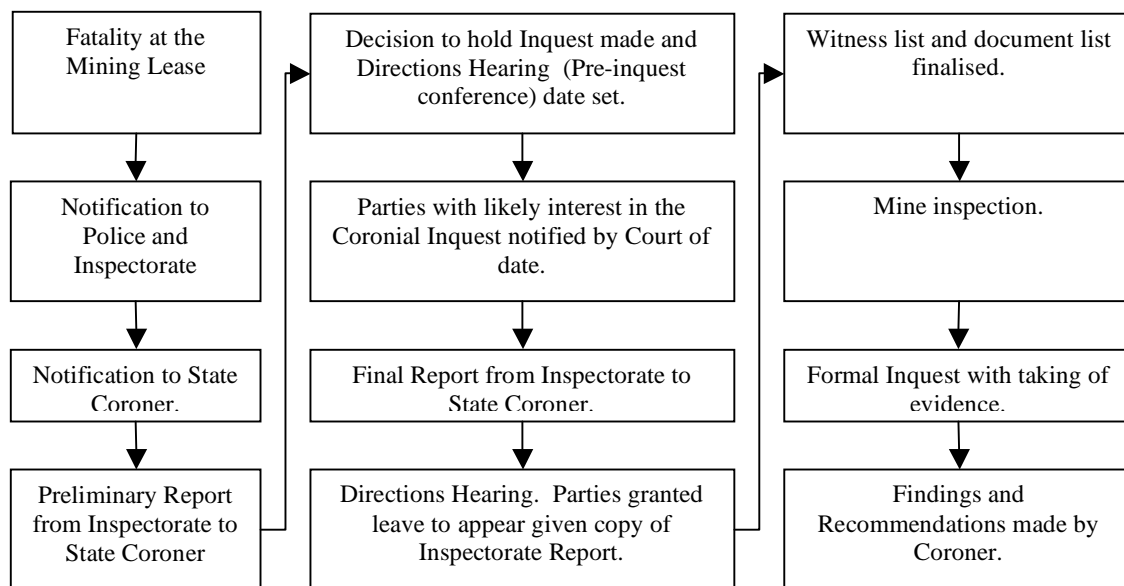 Fatality at the
Mining Lease
Notification to
Police and
Inspectorate
Notification to State
Coroner.
Preliminary Report
from Inspectorate to
State Coroner
Decision to hold Inquest made and
Directions Hearing  (Pre-inquest
conference) date set.
Parties with likely interest in the
Coronial Inquest notified by Court of
date.
Final Report from Inspectorate to
State Coroner.
Directions Hearing.  Parties granted
leave to appear given copy of
Inspectorate Report.
Witness list and document list
finalised.
Mine inspection.
Formal Inquest with taking of
evidence.
Findings and
Recommendations made by
Coroner.